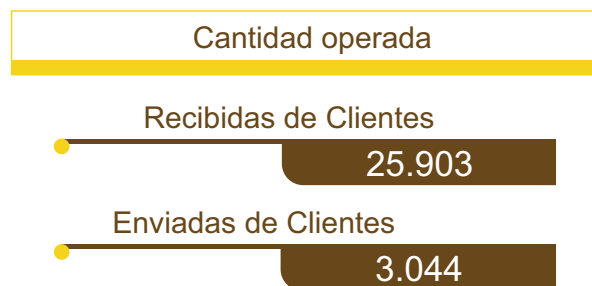 Cantidad operada
Recibidas de Clientes
25.903
Enviadas de Clientes
3.044